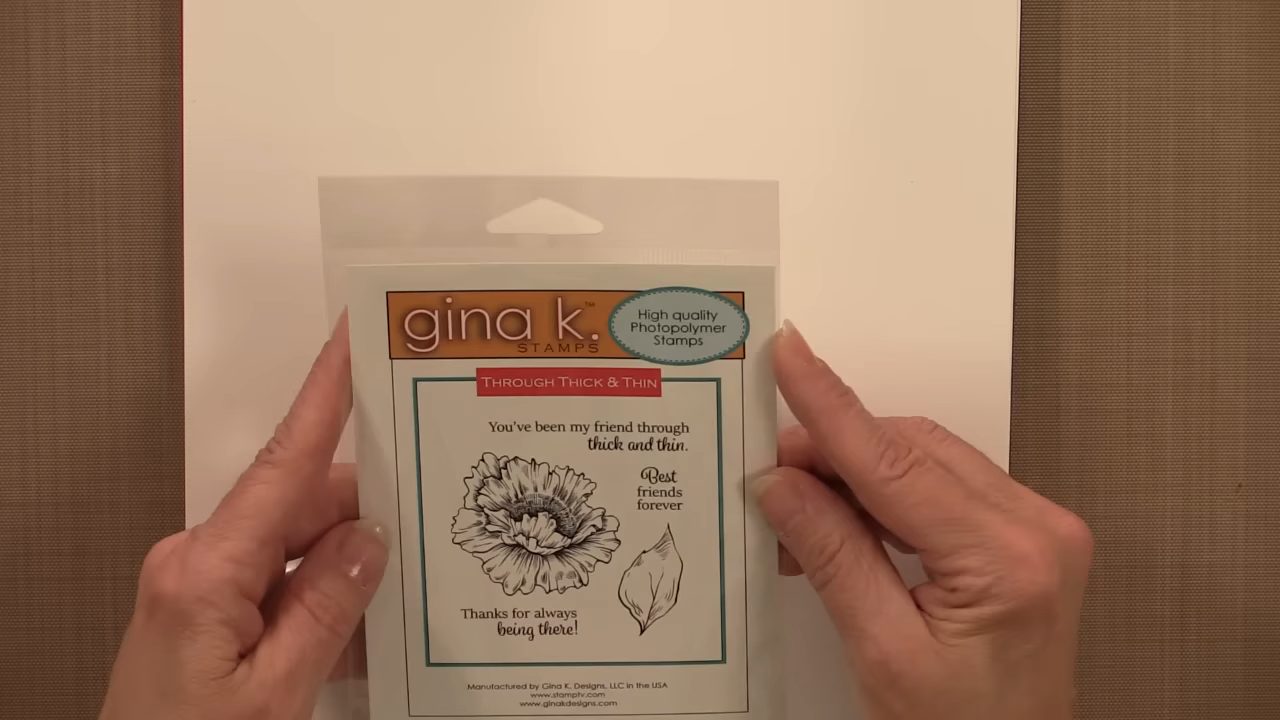 gina k.™
STAMPS
High quality
Photopolymer
Stamps
THROUGH THICK & THIN
You've been my friend through
thick and thin.
Best
friends
forever
Thanks for always
being there!
Manufactured by Gina K. Designs, LLC in the USA
www.stamptv.com
www.ginakdesigns.com